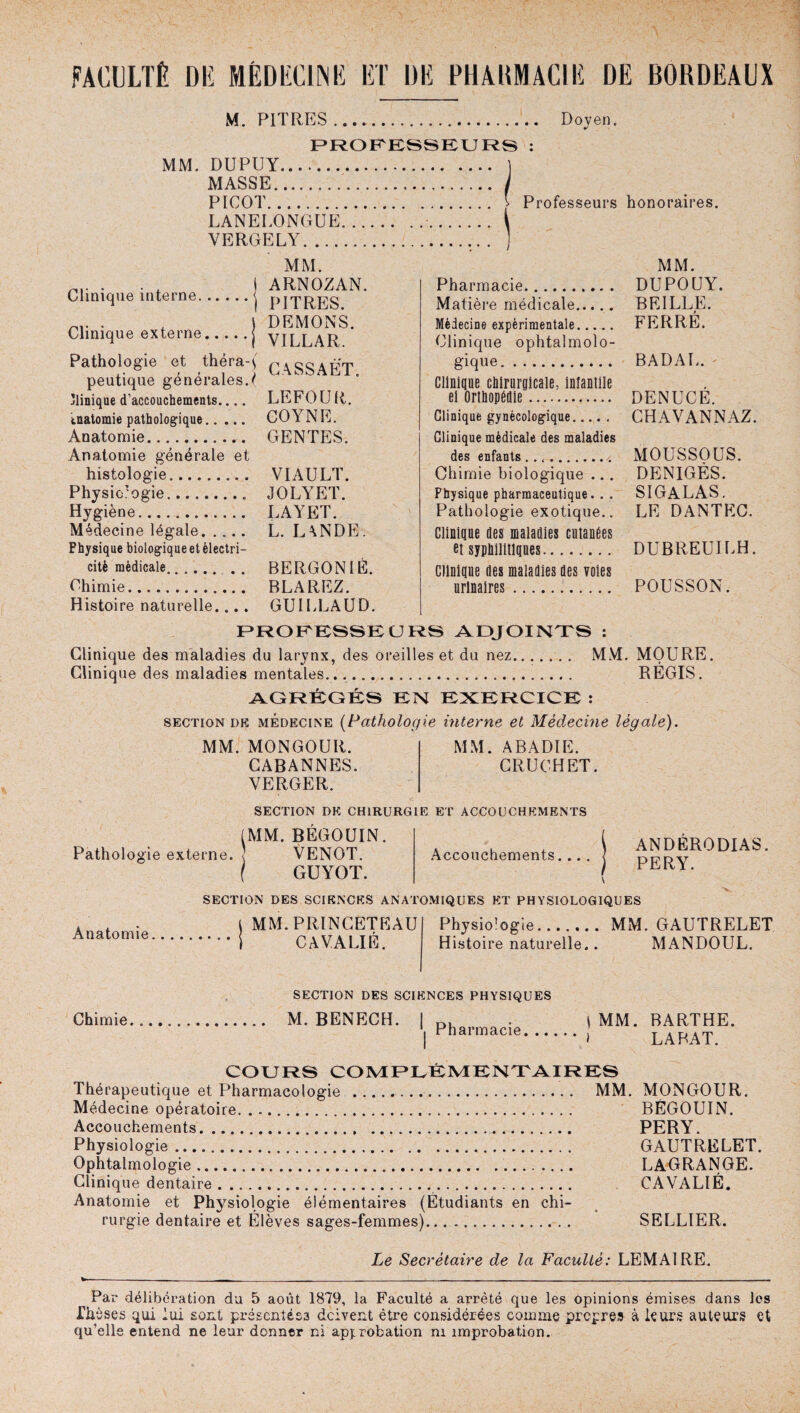 FACULTÉ DE MÉDECINE ET DE PHARMACIE DE BORDEAUX
M. PITRES.................... Doyen.
PROFESSEURS :
MM. DUPUY....................
MASSE....................
PICOT.................... Professeurs honoraires.
LANELONGUE....................
VERGELY....................
MM.
Clinique interne...... ARNOZAN.
PITRES.
Clinique externe..... DEMONS.
VILLAR.
Pathologie et théra-
peutique générales. CASSAËT.
Clinique d'accouchements.... LEFOUR.
Anatomie pathologique...... COYNE.
Anatomie........... GENTES.
Anatomie générale et
histologie......... VIAULT.
Physiologie......... JOLYET.
Hygiène............ LAYET.
Médecine légale...... L. LANDE.
Physique biologique et électri-
cité médicale......... BERGONIÉ.
Chimie............. BLAREZ.
Histoire naturelle.... GUILLAUD.
MM.
Pharmacie.......... DUPOUY.
Matière médicale..... BEILLE.
Médecine expérimentale..... FERRÉ.
Clinique ophtalmolo-
gique............ BADAL.
Clinique chirurgicale, infantile
et Orthopédie............ DENUCÉ.
Clinique gynécologique..... CHAVANNAZ.
Clinique médicale des maladies
des enfants............ MOUSSOUS.
Chimie biologique ... DENIGÈS.
Physique pharmaceutique... SIGALAS.
Pathologie exotique.. LE DANTEC.
Clinique des maladies cutanées
et syphilitiques........ DUBREUILH.
Clinique des maladies des voies
urinaires............ POUSSON.
PROFESSEURS ADJOINTS :
Clinique des maladies du larynx, des oreilles et du nez....... MM. MOURE.
Clinique des maladies mentales.................... RÉGIS.
AGRÉGÉS EN EXERCICE :
SECTION DE MÉDECINE (Pathologie interne et Médecine légale).
MM. MONGOUR. MM. ABADIE.
CABANNES. CRUCHET.
VERGER.
SECTION DE CHIRURGIE ET ACCOUCHEMENTS
Pathologie externe. MM. BÉGOUIN.
VENOT.
GUYOT.
Accouchements.... ANDÉRODIAS.
PERY.
SECTION DES SCIENCES ANATOMIQUES ET PHYSIOLOGIQUES
Anatomie.......... MM. PRINCETEAU
CAVALIÉ.
Physiologie....... MM. GAUTRELET
Histoire naturelle.. MANDOUL.
SECTION DES SCIENCES PHYSIQUES
Chimie................. M. BENECH.
Pharmacie...... MM. BARTHE.
LABAT.
COURS COMPLÉMENTAIRES
Thérapeutique et Pharmacologie .................... MM. MONGOUR.
Médecine opératoire.................... BÉGOUIN.
Accouchements.................... PERY.
Physiologie.................... GAUTRELET.
Ophtalmologie.................... LAGRANGE.
Clinique dentaire.................... CAVALIÉ.
Anatomie et Physiologie élémentaires (Étudiants en chi-
rurgie dentaire et Élèves sages-femmes).................... SELLIER.
Le Secrétaire de la Faculté: LEMAIRE.
Par délibération du 5 août 1879, la Faculté a arrêté que les opinions émises dans les
Thèses qui lui sont présentées doivent être considérées comme propres à leurs auteurs et
qu'elle entend ne leur donner ni approbation ni improbation.